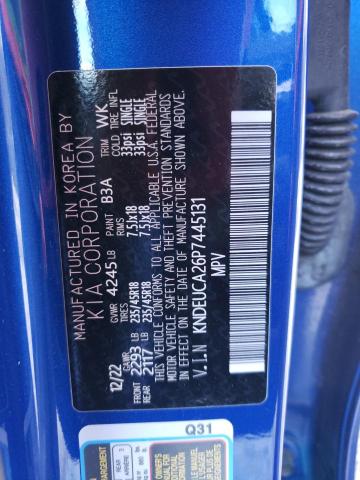 MANUFACTURED IN KOREA BY
KIA CORPORATION
12/22 GVWR 4245 LB B3A TRIM WK
GAWR TIRES RIMS COLD TIRE INFL
FRONT 2293 LB 235/45R18 7.5Jx18 33psi SINGLE
REAR 2117 LB 235/45R18 7.5Jx18 33psi SINGLE
THIS VEHICLE CONFORMS TO ALL APPLICABLE U.S.A FEDERAL
MOTOR VEHICLE SAFETY AND THEFT PREVENTION STANDARDS
IN EFFECT ON THE DATE OF MANUFACTURE SHOWN ABOVE.
V.I.N KNDEUCA26P7445131
MPV
Q31
REAR
ARRIÈRE
3